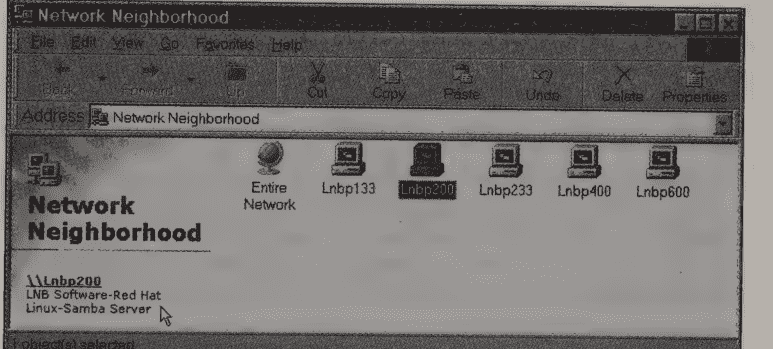 Network Neighborhood
File Edit View Go Favorites Help
Back Forward Up Cut Copy Paste Undo Delete Properties
Address Network Neighborhood
Entire Network
Lnbp133
Lnbp200
Lnbp233
Lnbp400
Lnbp600
Network
Neighborhood
\\Lnbp200
LNB Software-Red Hat
Linux-Samba Server
1 object(s) selected